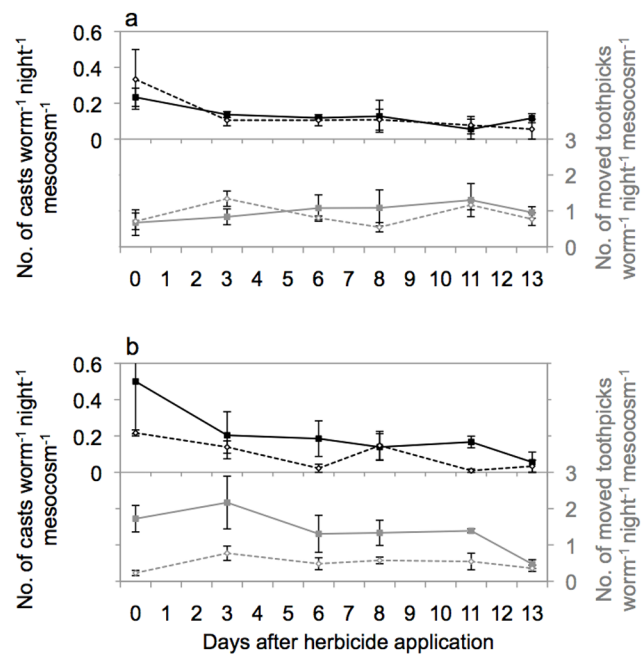 a
0.6
0.4
0.2
0
3
2
1
0
No. of casts worm⁻¹ night⁻¹
mesocosm⁻¹
No. of moved toothpicks
worm⁻¹ night⁻¹ mesocosm⁻¹
0 1 2 3 4 5 6 7 8 9 10 11 12 13
b
0.6
0.4
0.2
0
3
2
1
0
No. of casts worm⁻¹ night⁻¹
mesocosm⁻¹
No. of moved toothpicks
worm⁻¹ night⁻¹ mesocosm⁻¹
0 1 2 3 4 5 6 7 8 9 10 11 12 13
Days after herbicide application